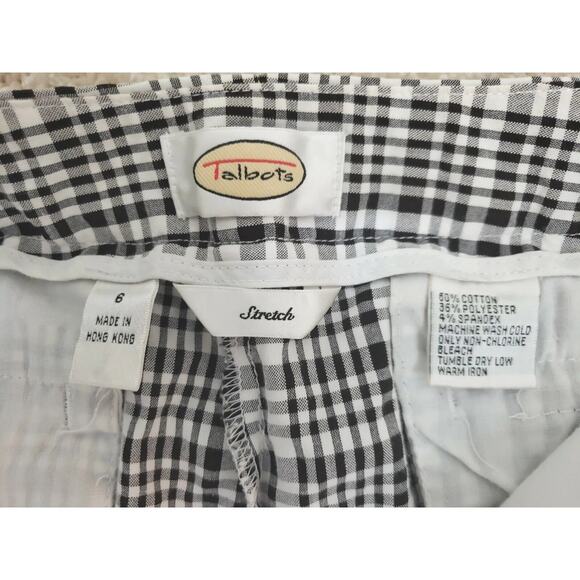 Talbots
6
MADE IN
HONG KONG
Stretch
60% COTTON
36% POLYESTER
4% SPANDEX
MACHINE WASH COLD
ONLY NON-CHLORINE
BLEACH
TUMBLE DRY LOW
WARM IRON